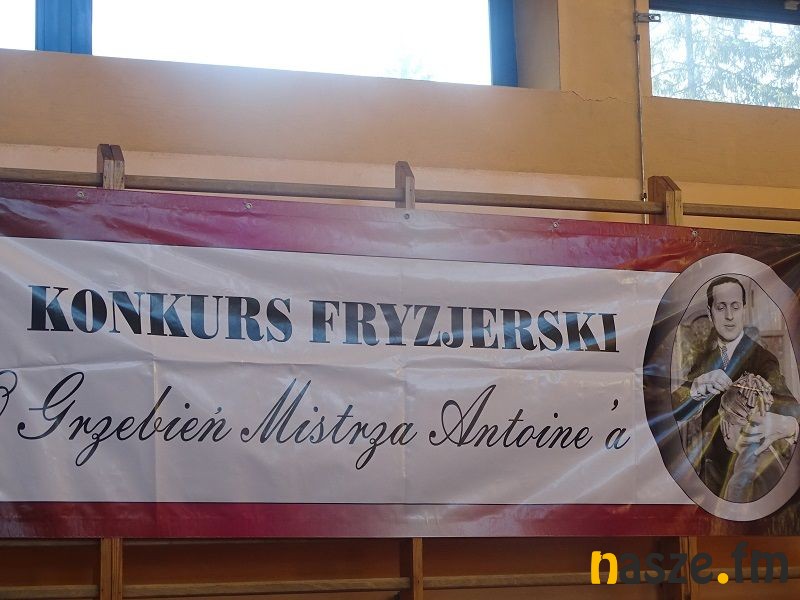 KONKURS FRYZJERSKI
O Grzebień Mistrza Antoine'a
nasze.fm